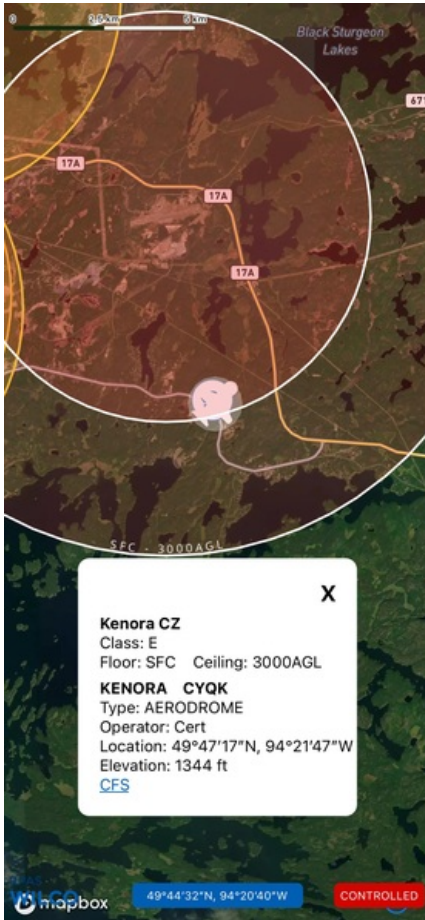 0 2.5 km 5 km
Black Sturgeon
Lakes
671
17A
17A
17A
SFC - 3000AGL
X
Kenora CZ
Class: E
Floor: SFC Ceiling: 3000AGL
KENORA CYQK
Type: AERODROME
Operator: Cert
Location: 49°47'17"N, 94°21'47"W
Elevation: 1344 ft
CFS
WILCO
mapbox
49°44'32"N, 94°20'40"W
CONTROLLED